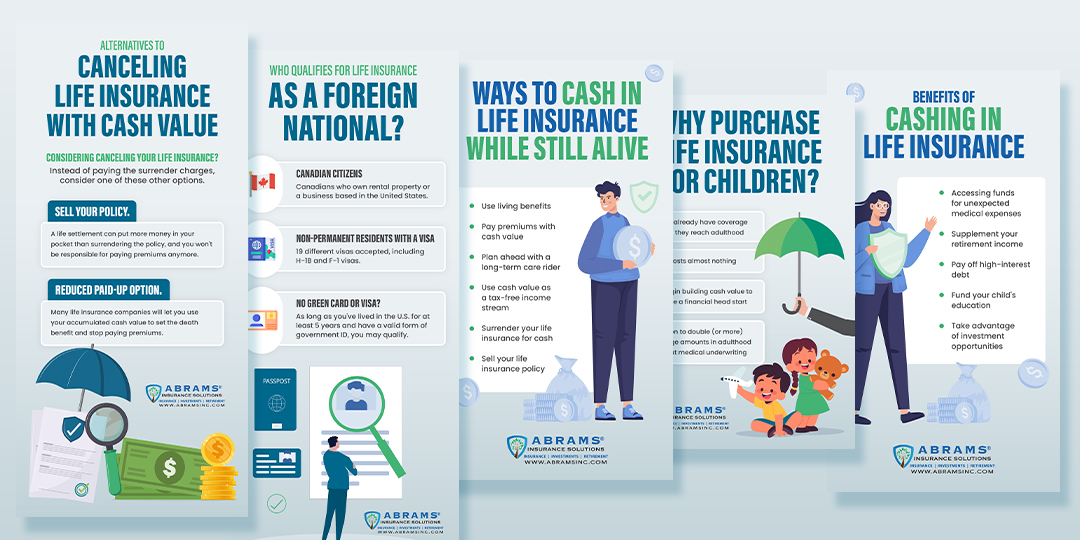 ALTERNATIVES TO
CANCELING
LIFE INSURANCE
WITH CASH VALUE
CONSIDERING CANCELING YOUR LIFE INSURANCE?
Instead of paying the surrender charges,
consider one of these other options.
SELL YOUR POLICY.
A life settlement can put more money in your
pocket than surrendering the policy, and you won't
be responsible for paying premiums anymore.
REDUCED PAID-UP OPTION.
Many life insurance companies will let you use
your accumulated cash value to set the death
benefit and stop paying premiums.
$
ABRAMS®
INSURANCE SOLUTIONS
INSURANCE | INVESTMENTS | RETIREMENT
WWW.ABRAMSINC.COM
WHO QUALIFIES FOR LIFE INSURANCE
AS A FOREIGN
NATIONAL?
CANADIAN CITIZENS
Canadians who own rental property or
a business based in the United States.
NON-PERMANENT RESIDENTS WITH A VISA
19 different visas accepted, including
H-1B and F-1 visas.
NO GREEN CARD OR VISA?
As long as you've lived in the U.S. for at
least 5 years and have a valid form of
government ID, you may qualify.
PASSPOST
ABRAMS®
INSURANCE SOLUTIONS
INSURANCE | INVESTMENTS | RETIREMENT
WWW.ABRAMSINC.COM
WAYS TO CASH IN
LIFE INSURANCE
WHILE STILL ALIVE
Use living benefits
Pay premiums with
cash value
Plan ahead with a
long-term care rider
Use cash value as
a tax-free income
stream
Surrender your life
insurance for cash
Sell your life
insurance policy
$
ABRAMS®
INSURANCE SOLUTIONS
INSURANCE | INVESTMENTS | RETIREMENT
WWW.ABRAMSINC.COM
HY PURCHASE
FE INSURANCE
OR CHILDREN?
already have coverage
they reach adulthood
osts almost nothing
gin building cash value to
e a financial head start
on to double (or more)
ge amounts in adulthood
ut medical underwriting
ABRAMS®
INSURANCE SOLUTIONS
INVESTMENTS | RETIREMENT
.ABRAMSINC.COM
BENEFITS OF
CASHING IN
LIFE INSURANCE
Accessing funds
for unexpected
medical expenses
Supplement your
retirement income
Pay off high-interest
debt
Fund your child's
education
Take advantage
of investment
opportunities
$
ABRAMS®
INSURANCE SOLUTIONS
INSURANCE | INVESTMENTS | RETIREMENT
WWW.ABRAMSINC.COM